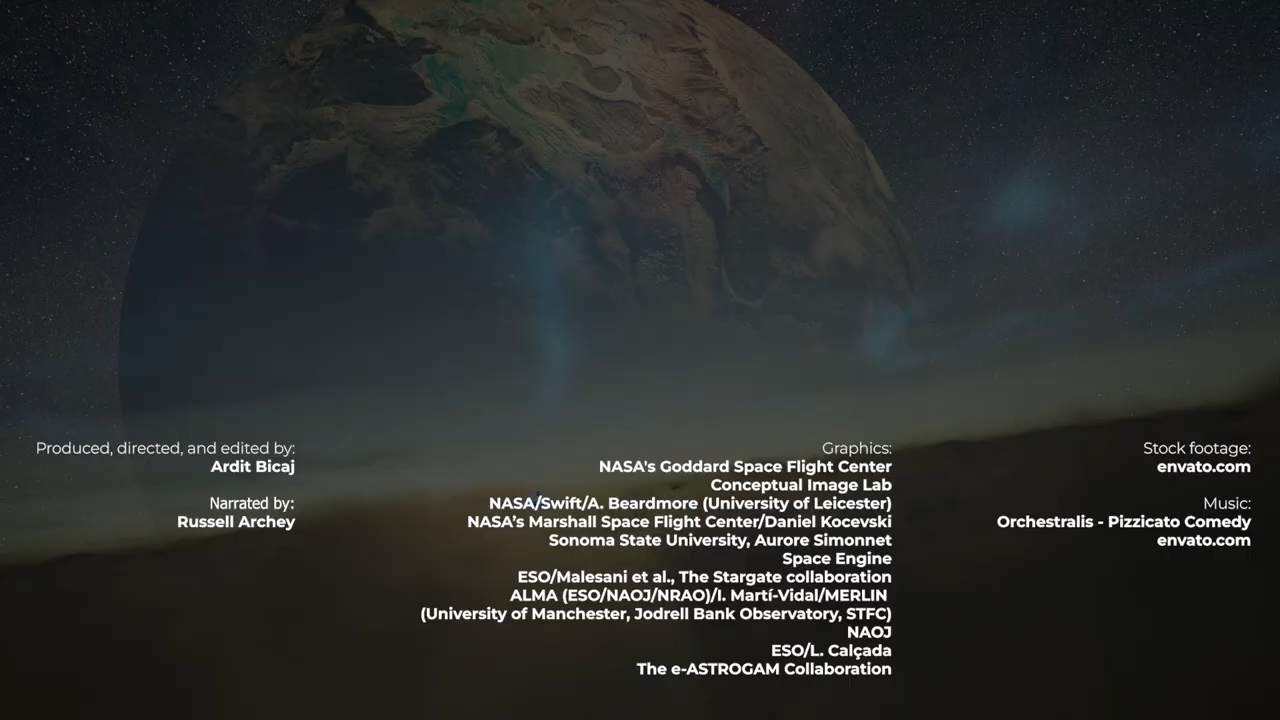 Produced, directed, and edited by:
Ardit Bicaj
Narrated by:
Russell Archey
Graphics:
NASA's Goddard Space Flight Center
Conceptual Image Lab
NASA/Swift/A. Beardmore (University of Leicester)
NASA's Marshall Space Flight Center/Daniel Kocevski
Sonoma State University, Aurore Simonnet
Space Engine
ESO/Malesani et al., The Stargate collaboration
ALMA (ESO/NAOJ/NRAO)/I. Martí-Vidal/MERLIN
(University of Manchester, Jodrell Bank Observatory, STFC)
NAOJ
ESO/L. Calçada
The e-ASTROGAM Collaboration
Stock footage:
envato.com
Music:
Orchestralis - Pizzicato Comedy
envato.com